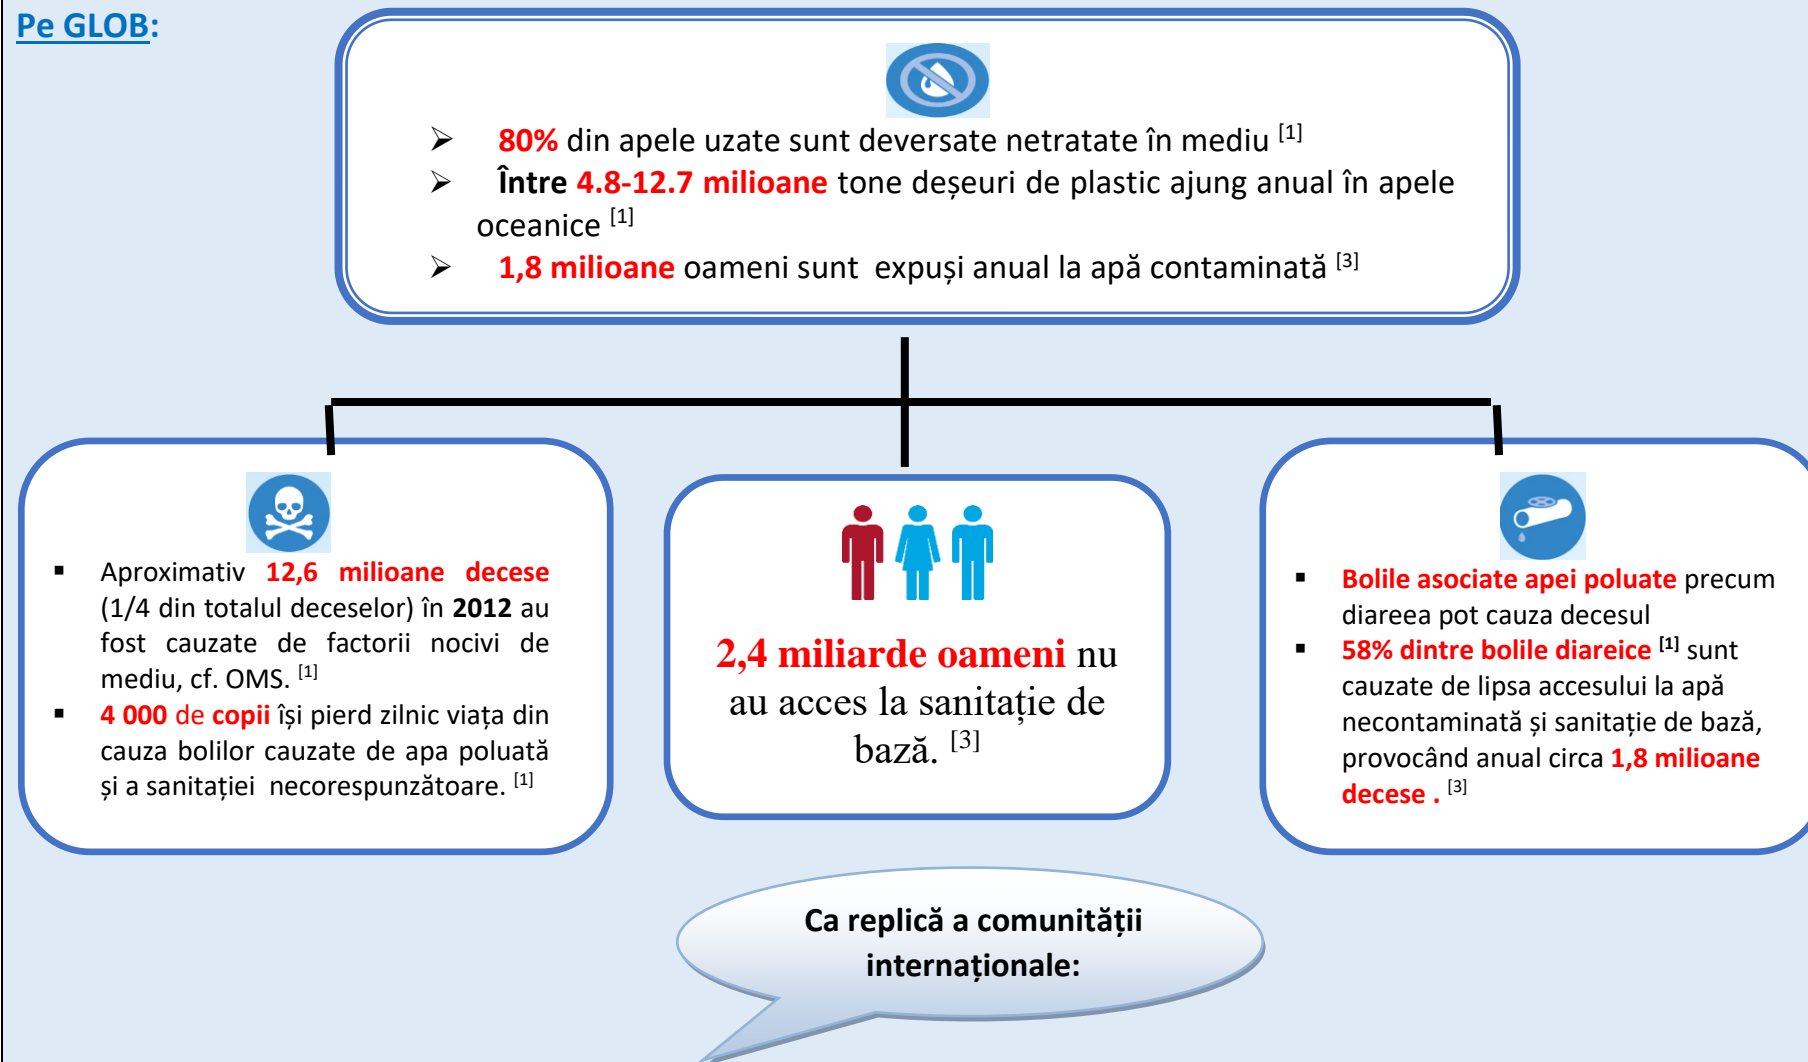 Pe GLOB:
➢ 80% din apele uzate sunt deversate netratate în mediu [1]
➢ Între 4.8-12.7 milioane tone deșeuri de plastic ajung anual în apele
oceanice [1]
➢ 1,8 milioane oameni sunt expuși anual la apă contaminată [3]
▪ Aproximativ 12,6 milioane decese
(1/4 din totalul deceselor) în 2012 au
fost cauzate de factorii nocivi de
mediu, cf. OMS. [1]
▪ 4 000 de copii își pierd zilnic viața din
cauza bolilor cauzate de apa poluată
și a sanitației necorespunzătoare. [1]
2,4 miliarde oameni nu
au acces la sanitație de
bază. [3]
▪ Bolile asociate apei poluate precum
diareea pot cauza decesul
▪ 58% dintre bolile diareice [1] sunt
cauzate de lipsa accesului la apă
necontaminată și sanitație de bază,
provocând anual circa 1,8 milioane
decese . [3]
Ca replică a comunității
internaționale: